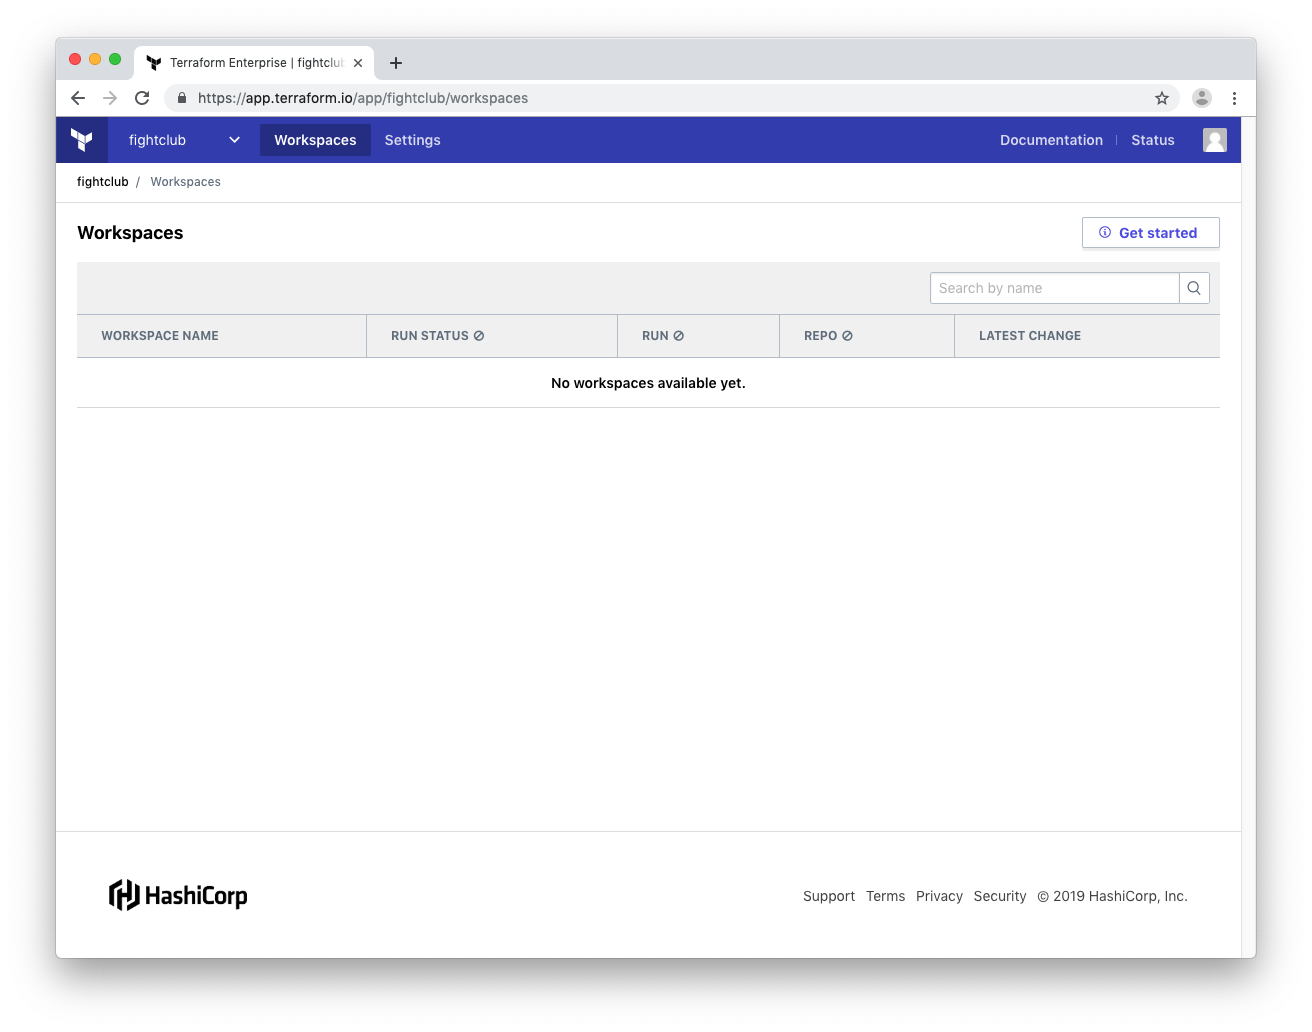 Terraform Enterprise | fightclub
https://app.terraform.io/app/fightclub/workspaces
fightclub Workspaces Settings Documentation Status
fightclub / Workspaces
Workspaces Get started
Search by name
WORKSPACE NAME RUN STATUS RUN REPO LATEST CHANGE
No workspaces available yet.
HashiCorp Support Terms Privacy Security © 2019 HashiCorp, Inc.